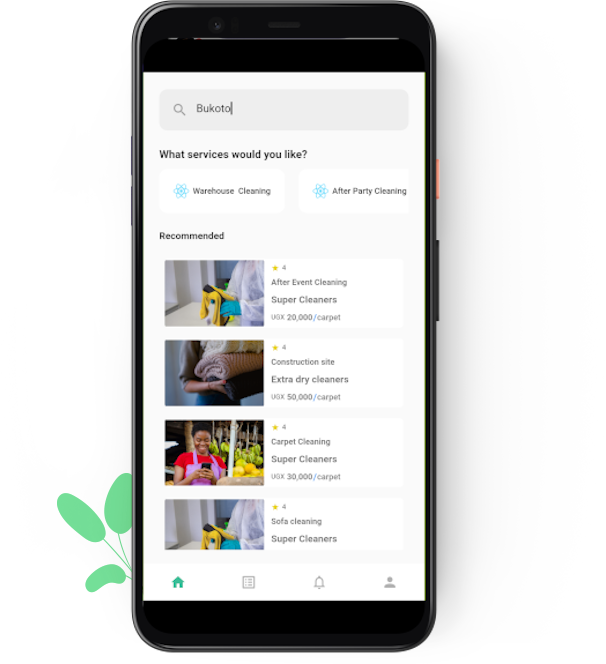 Bukoto
What services would you like?
Warehouse Cleaning
After Party Cleaning
Recommended
4
After Event Cleaning
Super Cleaners
UGX 20,000/carpet
4
Construction site
Extra dry cleaners
UGX 50,000/carpet
4
Carpet Cleaning
Super Cleaners
UGX 30,000/carpet
4
Sofa cleaning
Super Cleaners